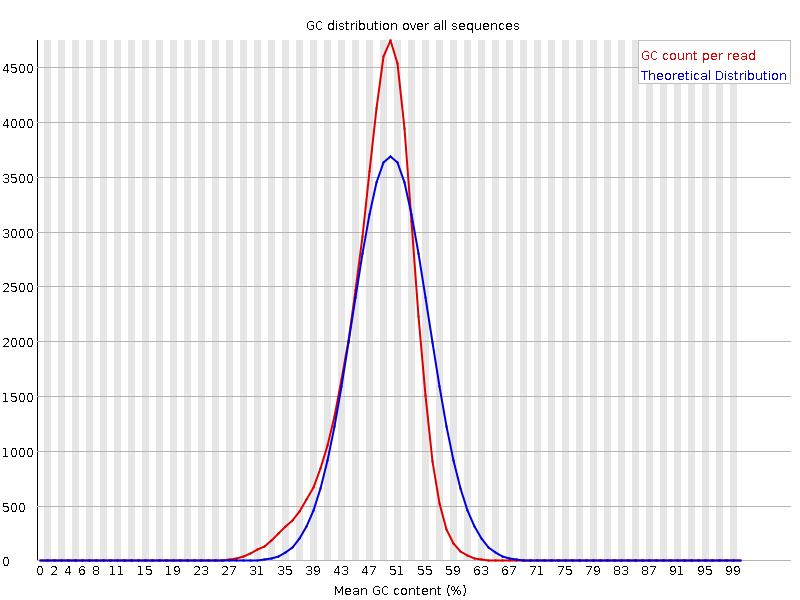 GC distribution over all sequences
GC count per read
Theoretical Distribution
4500
4000
3500
3000
2500
2000
1500
1000
500
0
0 2 4 6 8 11 15 19 23 27 31 35 39 43 47 51 55 59 63 67 71 75 79 83 87 91 95 99
Mean GC content (%)